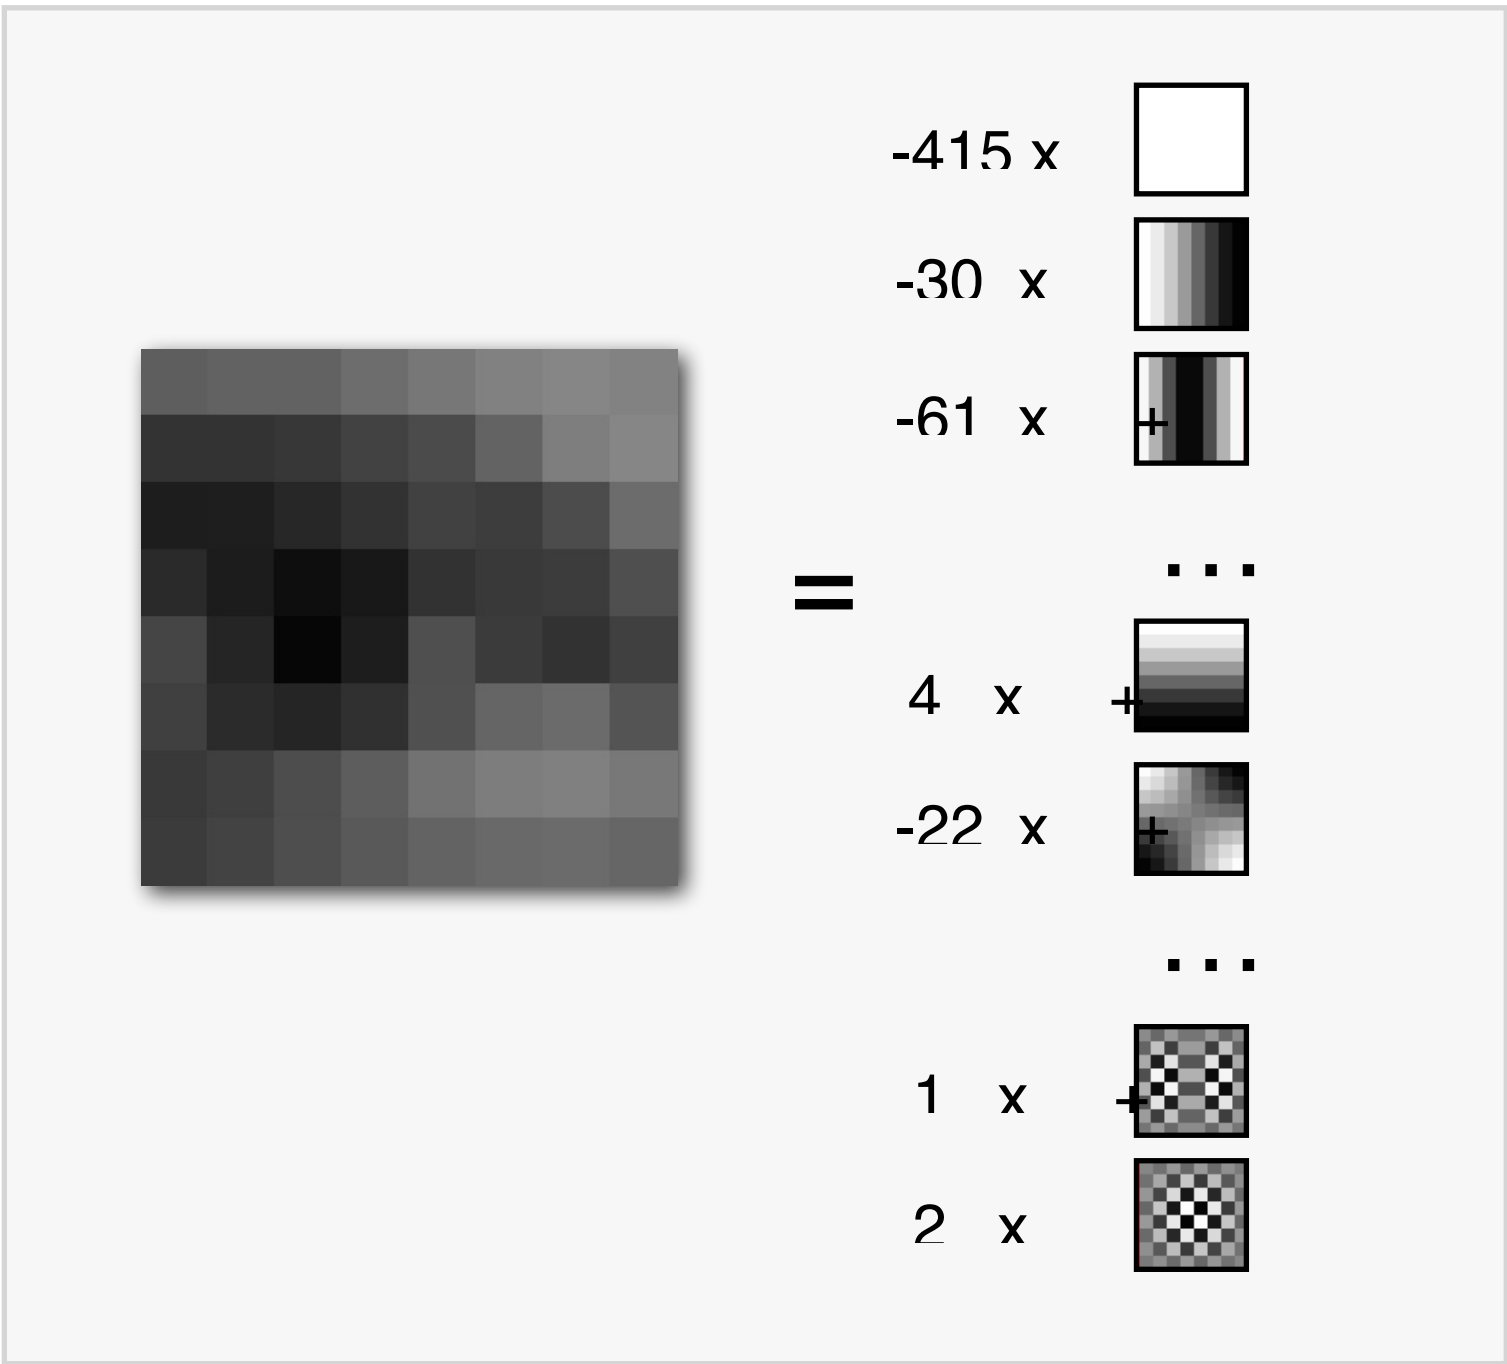 -415 x
-30 x
-61 x
+
...
=
4 x
+
-22 x
+
...
1 x
+
2 x